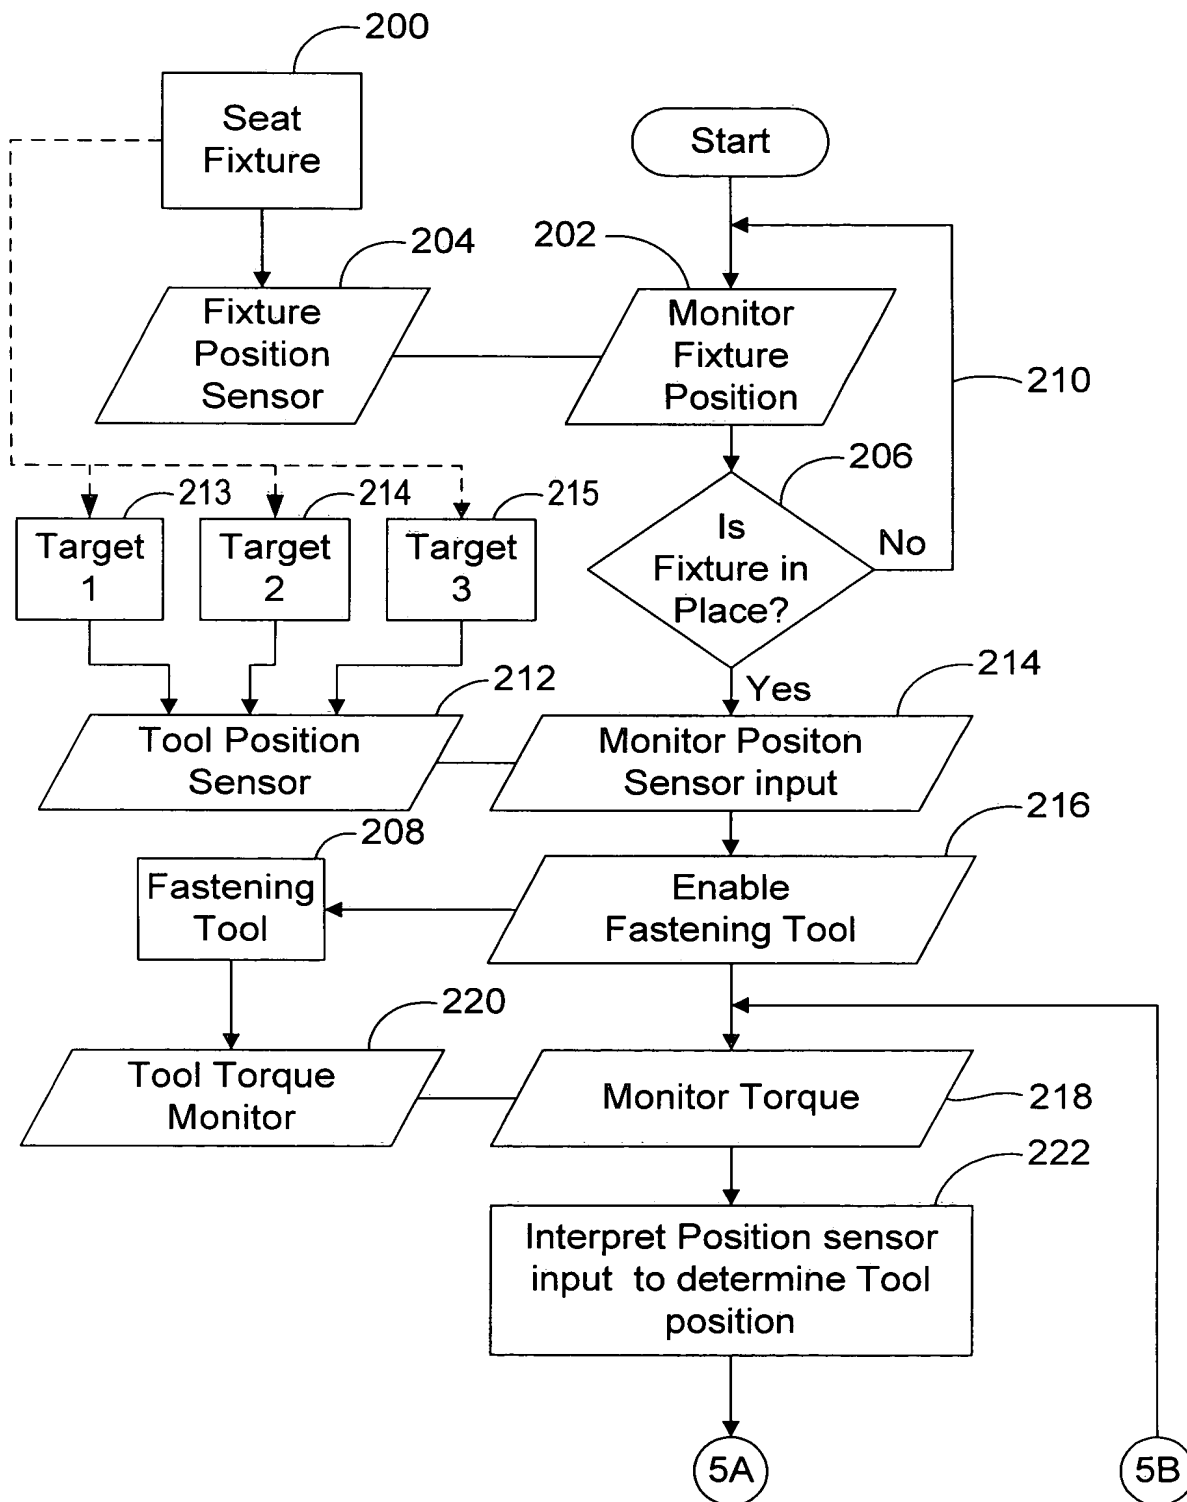 200
Seat
Fixture
Start
204
202
Fixture
Position
Sensor
Monitor
Fixture
Position
210
206
213
214
215
Target
1
Target
2
Target
3
Is
Fixture in
Place?
No
Yes
212
214
Tool Position
Sensor
Monitor Positon
Sensor input
208
216
Fastening
Tool
Enable
Fastening Tool
220
Tool Torque
Monitor
Monitor Torque
218
222
Interpret Position sensor
input to determine Tool
position
5A
5B